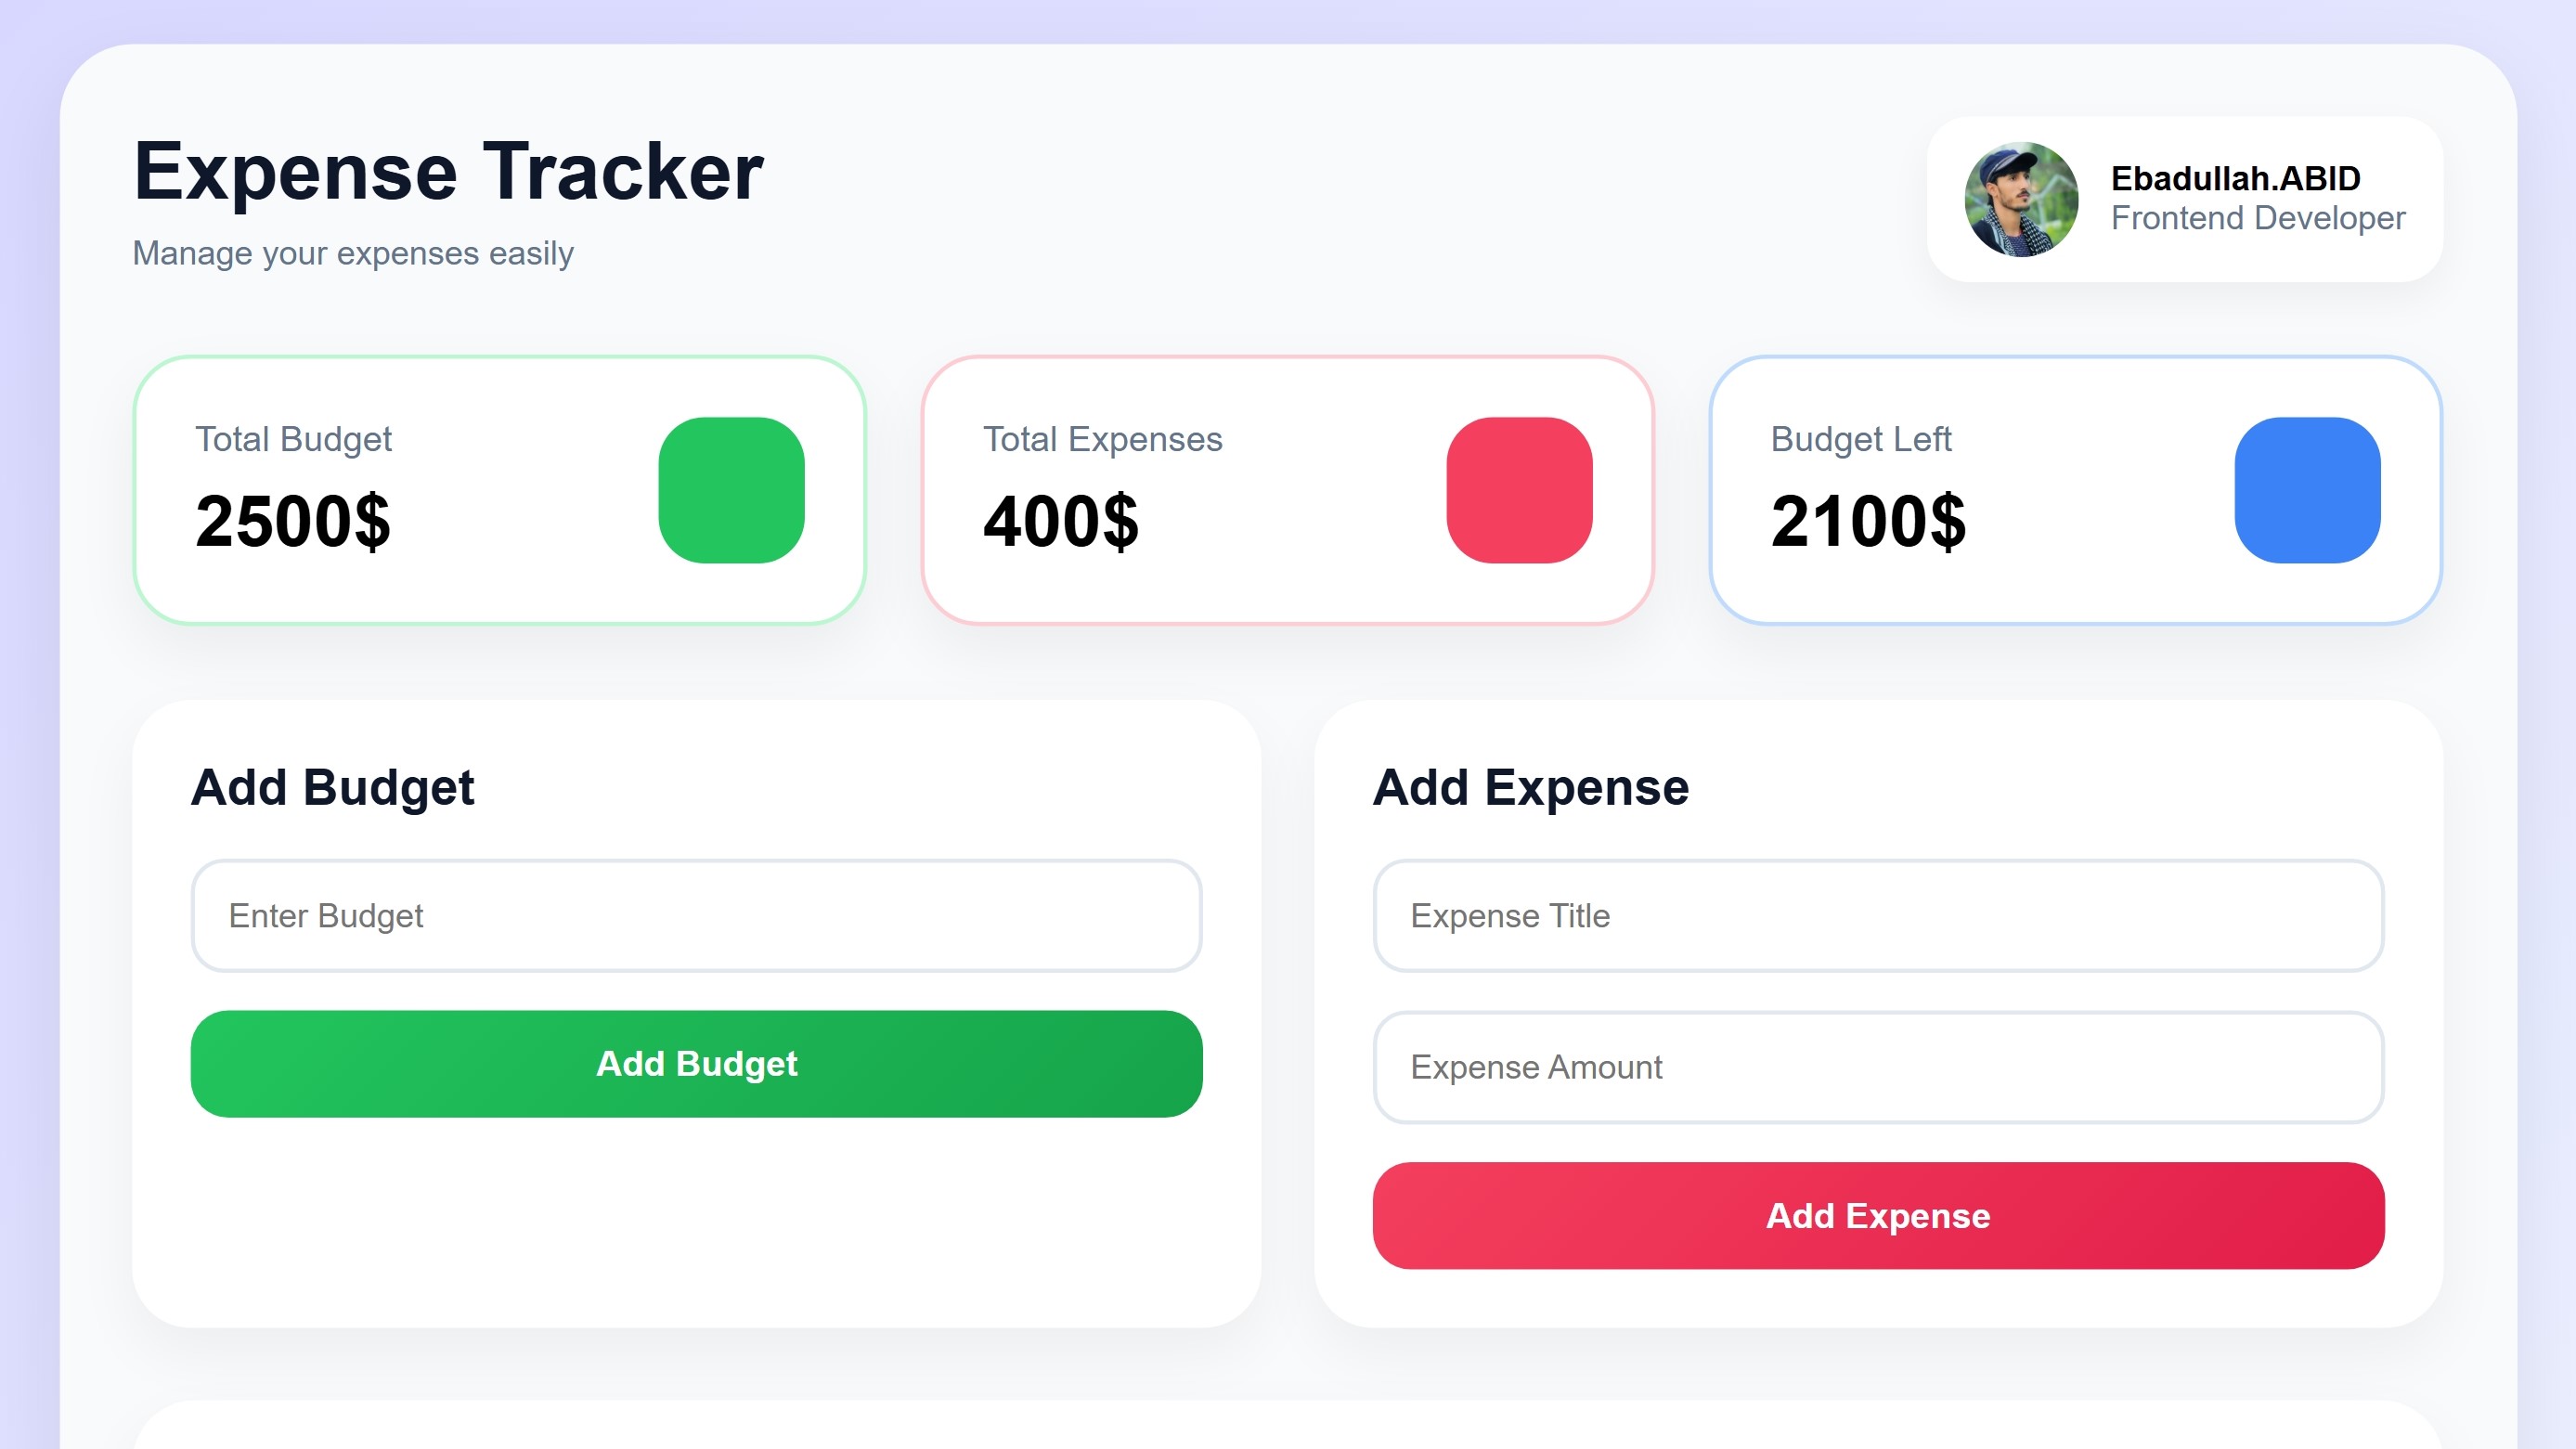 Expense Tracker
Manage your expenses easily
Ebadullah.ABID
Frontend Developer
Total Budget
2500$
Total Expenses
400$
Budget Left
2100$
Add Budget
Enter Budget
Add Budget
Add Expense
Expense Title
Expense Amount
Add Expense